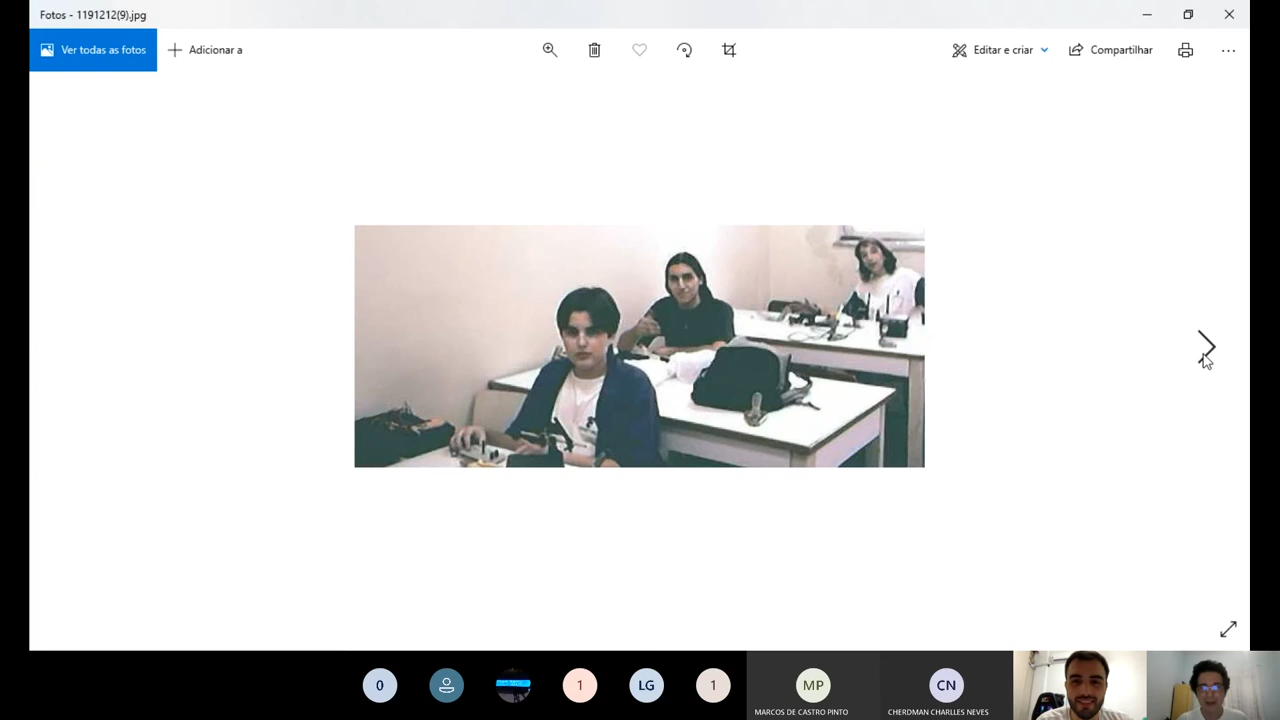 Fotos - 1191212(9).jpg
Ver todas as fotos
Adicionar a
Editar e criar
Compartilhar
0
1
LG
1
MP
CN
MARCOS DE CASTRO PINTO
CHERDMAN CHARLLES NEVES